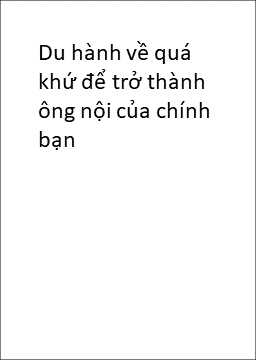 Du hành về quá
khứ để trở thành
ông nội của chính
bạn